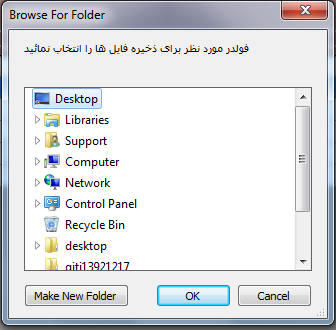 Browse For Folder
فولدر مورد نظر برای ذخیره فایل ها را انتخاب نمائید
Desktop
Libraries
Support
Computer
Network
Control Panel
Recycle Bin
desktop
giti13921217
Make New Folder
OK
Cancel